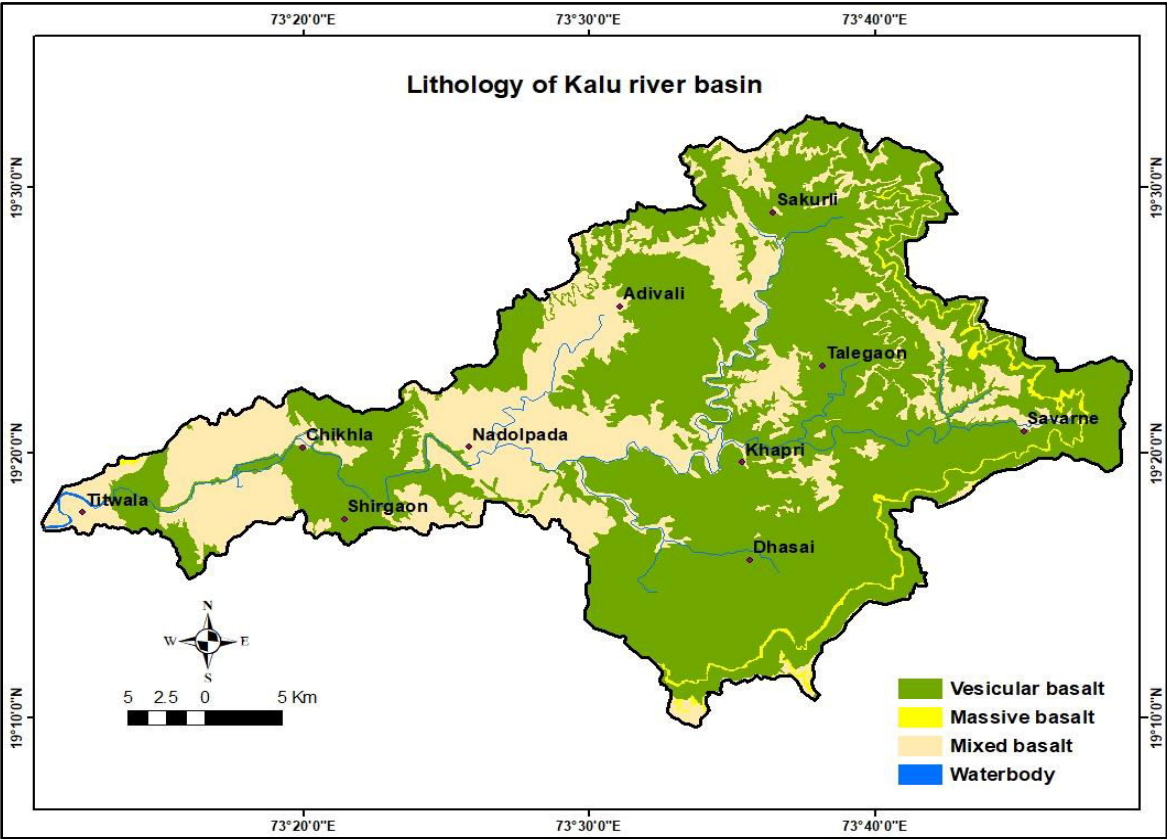 73°20'0"E 73°30'0"E 73°40'0"E
Lithology of Kalu river basin
19°30'0"N 19°30'0"N
Sakurli
Adivali
Talegaon
Savarne
Chikhla Nadolpada
19°20'0"N 19°20'0"N
Khapri
Titwala
Shirgaon
Dhasai
N
W E
S
5 2.5 0 5 Km
Vesicular basalt
Massive basalt
19°10'0"N 19°10'0"N
Mixed basalt
Waterbody
73°20'0"E 73°30'0"E 73°40'0"E